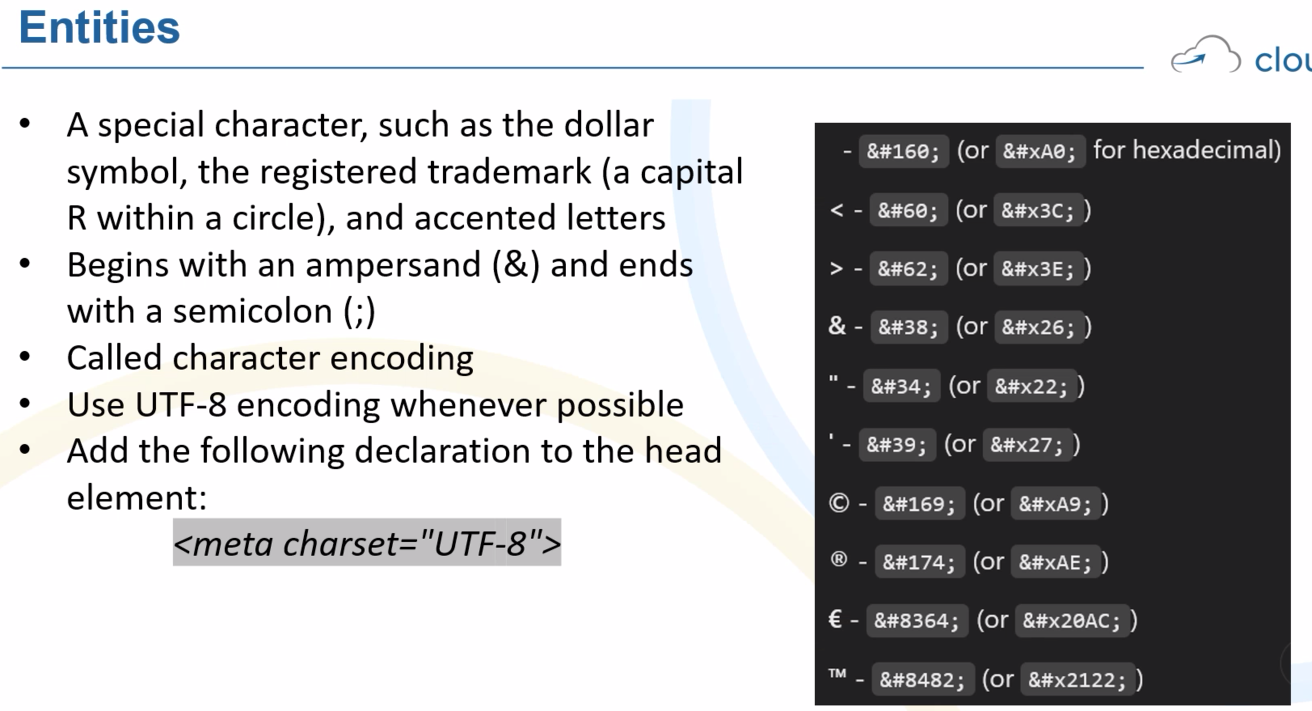 Entities
clou
• A special character, such as the dollar
symbol, the registered trademark (a capital
R within a circle), and accented letters
• Begins with an ampersand (&) and ends
with a semicolon (;)
• Called character encoding
• Use UTF-8 encoding whenever possible
• Add the following declaration to the head
element:
<meta charset="UTF-8">
- &#160; (or &#xA0; for hexadecimal)
< - &#60; (or &#x3C; )
> - &#62; (or &#x3E; )
& - &#38; (or &#x26; )
" - &#34; (or &#x22; )
' - &#39; (or &#x27; )
© - &#169; (or &#xA9; )
® - &#174; (or &#xAE; )
€ - &#8364; (or &#x20AC; )
™ - &#8482; (or &#x2122; )